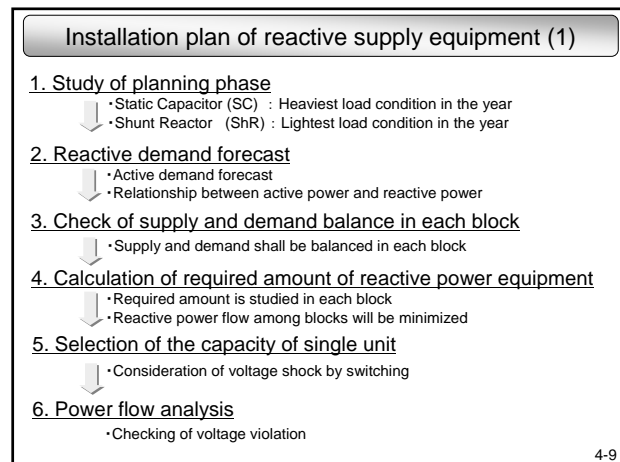 Installation plan of reactive supply equipment (1)
1. Study of planning phase
・Static Capacitor (SC) : Heaviest load condition in the year
・Shunt Reactor (ShR) : Lightest load condition in the year
2. Reactive demand forecast
・Active demand forecast
・Relationship between active power and reactive power
3. Check of supply and demand balance in each block
・Supply and demand shall be balanced in each block
4. Calculation of required amount of reactive power equipment
・Required amount is studied in each block
・Reactive power flow among blocks will be minimized
5. Selection of the capacity of single unit
・Consideration of voltage shock by switching
6. Power flow analysis
・Checking of voltage violation
4-9